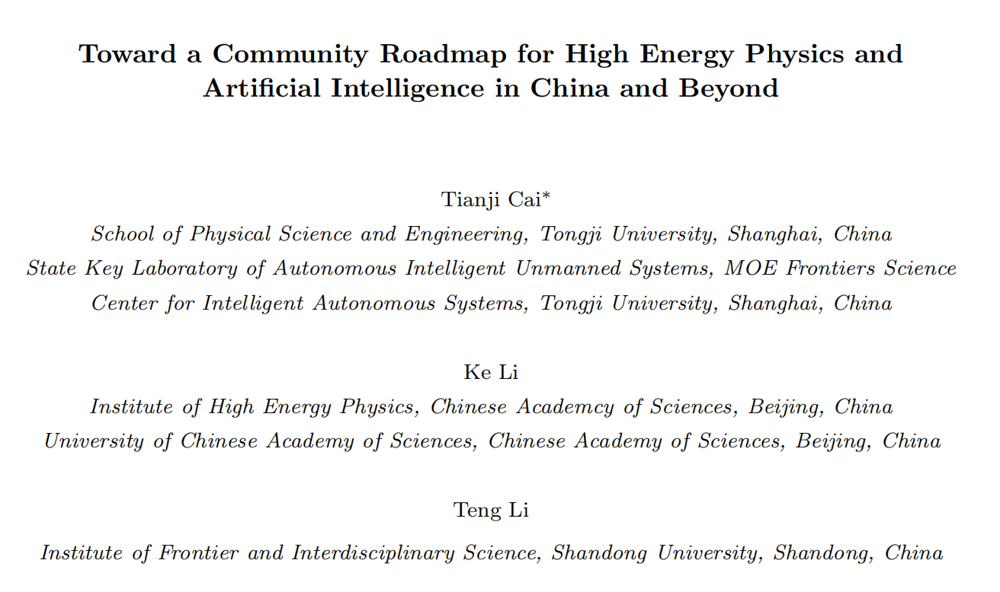 Toward a Community Roadmap for High Energy Physics and
Artificial Intelligence in China and Beyond
Tianji Cai*
School of Physical Science and Engineering, Tongji University, Shanghai, China
State Key Laboratory of Autonomous Intelligent Unmanned Systems, MOE Frontiers Science
Center for Intelligent Autonomous Systems, Tongji University, Shanghai, China
Ke Li
Institute of High Energy Physics, Chinese Academcy of Sciences, Beijing, China
University of Chinese Academy of Sciences, Chinese Academy of Sciences, Beijing, China
Teng Li
Institute of Frontier and Interdisciplinary Science, Shandong University, Shandong, China